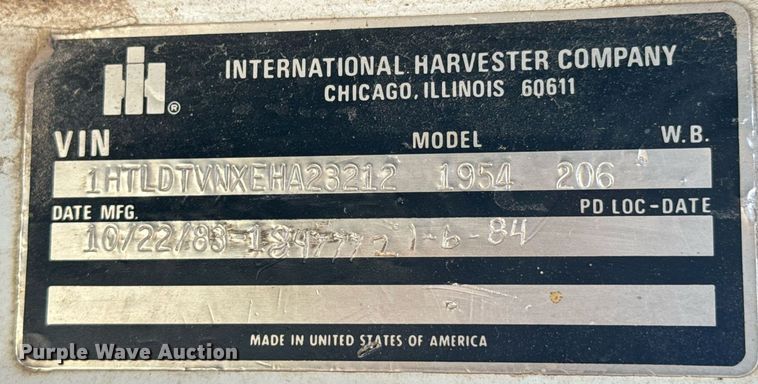 IH ®
INTERNATIONAL HARVESTER COMPANY
CHICAGO, ILLINOIS 60611
VIN MODEL W.B.
1HTLDTVNXEHA23212 1954 206
DATE MFG. PD LOC-DATE
10/22/83 1-6-84
MADE IN UNITED STATES OF AMERICA
Purple Wave Auction